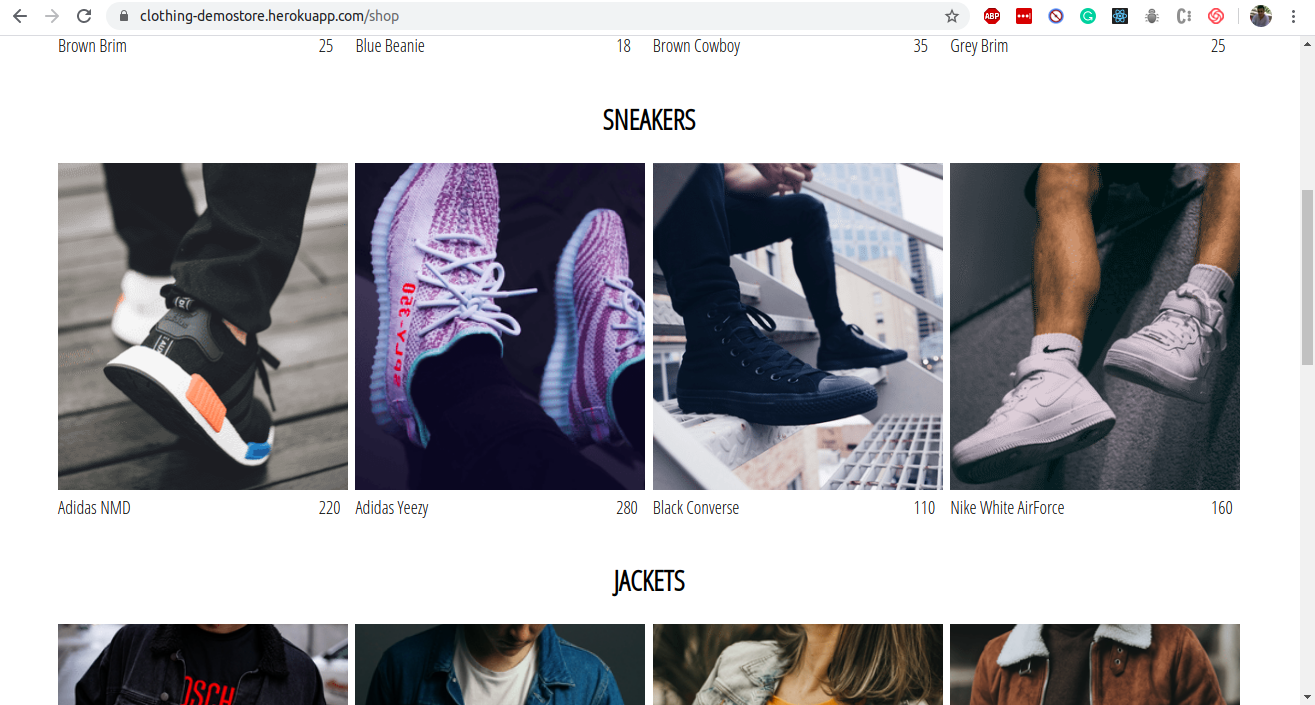 clothing-demostore.herokuapp.com/shop
ABP
Brown Brim 25 Blue Beanie 18 Brown Cowboy 35 Grey Brim 25
SNEAKERS
SPLY-350
Adidas NMD 220 Adidas Yeezy 280 Black Converse 110 Nike White AirForce 160
JACKETS